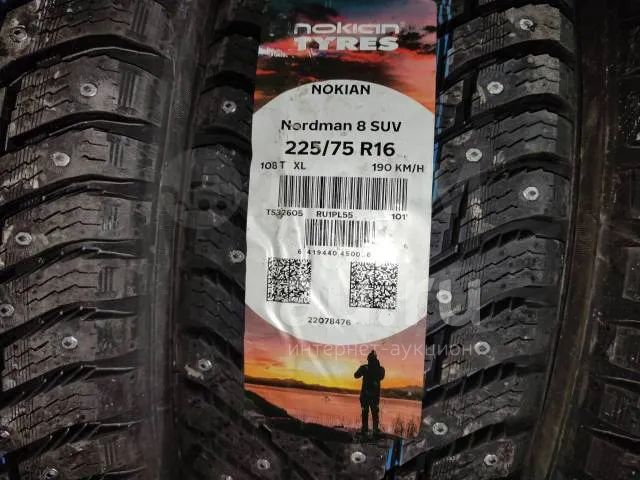 nokian
TYRES
NOKIAN
Nordman 8 SUV
225/75 R16
108 T XL 190 KM/H
TS32605 RU1PL55 101'
22078476
интернет-аукцион